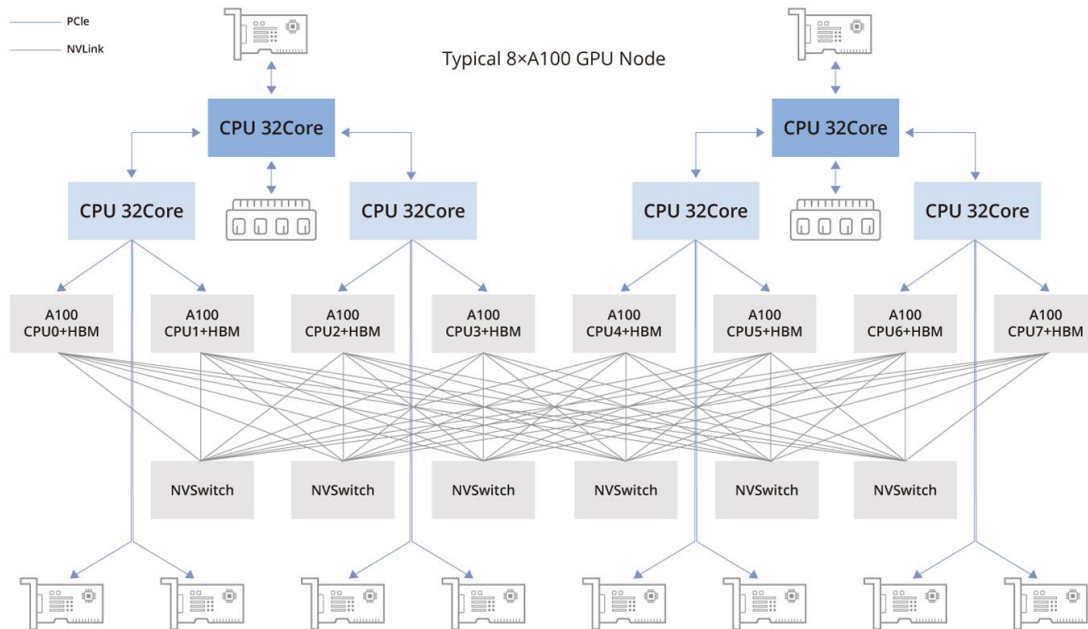 PCIe
NVLink
Typical 8×A100 GPU Node
CPU 32Core
CPU 32Core
CPU 32Core
CPU 32Core
CPU 32Core
CPU 32Core
A100
CPU0+HBM
A100
CPU1+HBM
A100
CPU2+HBM
A100
CPU3+HBM
A100
CPU4+HBM
A100
CPU5+HBM
A100
CPU6+HBM
A100
CPU7+HBM
NVSwitch
NVSwitch
NVSwitch
NVSwitch
NVSwitch
NVSwitch